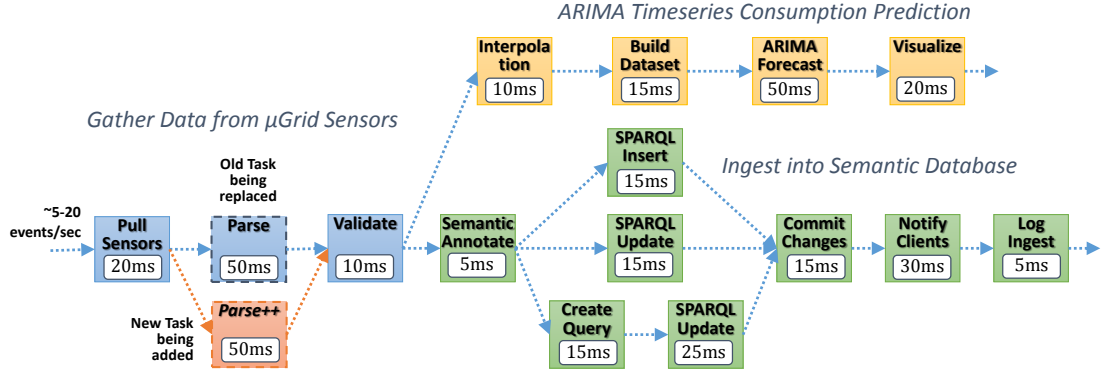 ARIMA Timeseries Consumption Prediction
Interpola
tion
10ms
Build
Dataset
15ms
ARIMA
Forecast
50ms
Visualize
20ms
Gather Data from μGrid Sensors
Old Task
being
replaced
SPARQL
Insert
15ms
Ingest into Semantic Database
~5-20
events/sec
Pull
Sensors
20ms
Parse
50ms
Validate
10ms
Semantic
Annotate
5ms
SPARQL
Update
15ms
Commit
Changes
15ms
Notify
Clients
30ms
Log
Ingest
5ms
New Task
being
added
Parse++
50ms
Create
Query
15ms
SPARQL
Update
25ms